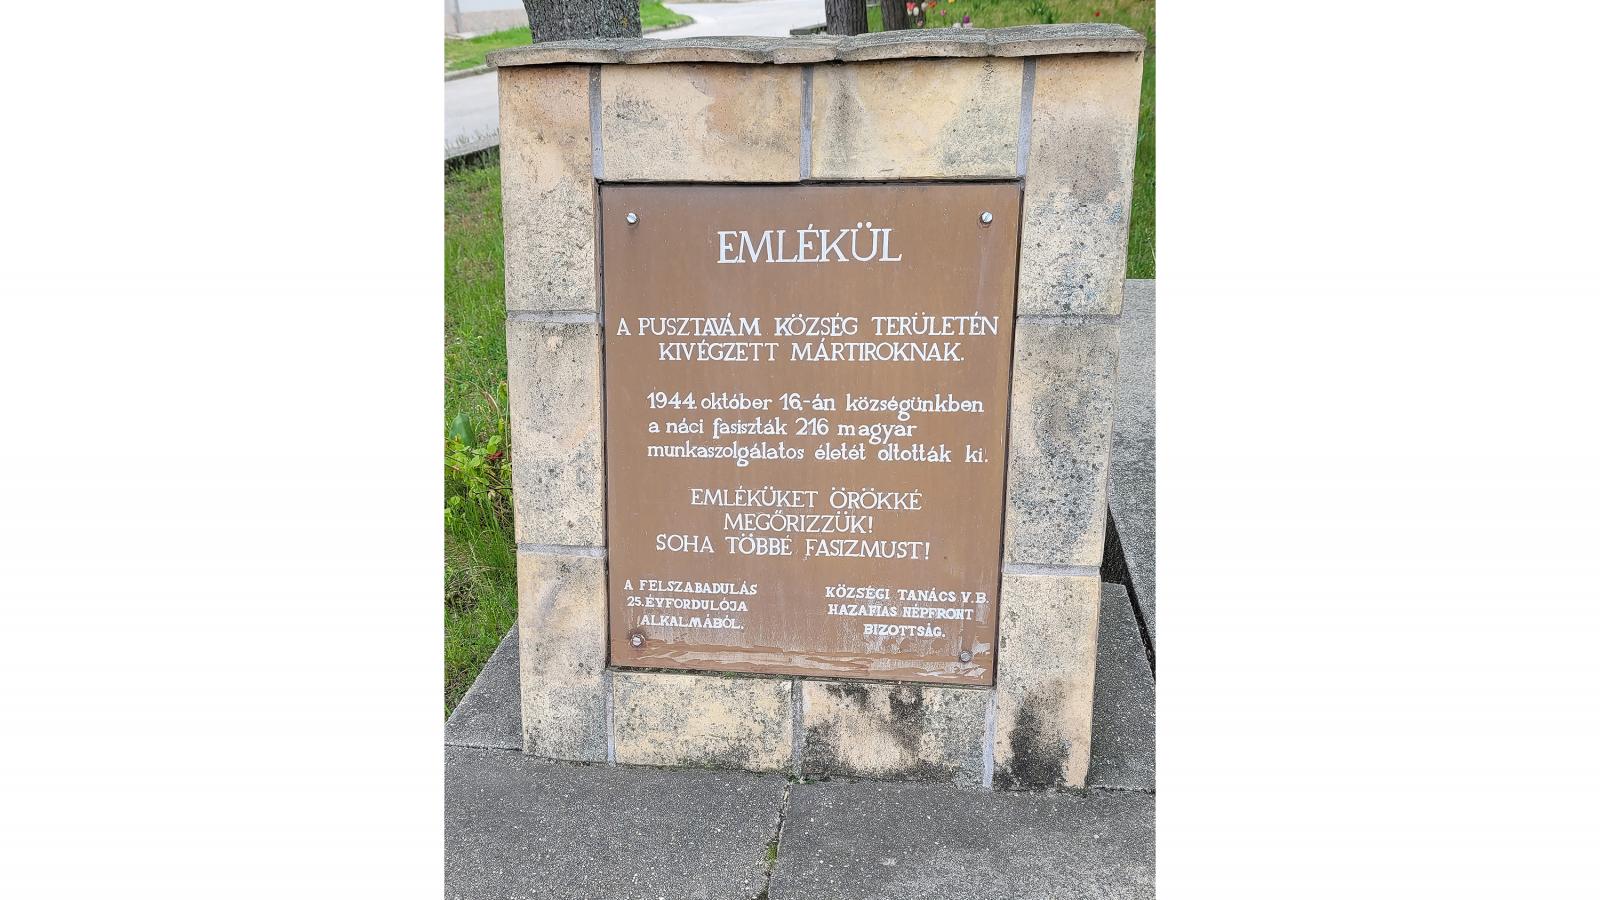 EMLÉKÜL
A PUSZTAVÁM KÖZSÉG TERÜLETÉN
KIVÉGZETT MÁRTIROKNAK.
1944. október 16.-án községünkben
a náci fasiszták 216 magyar
munkaszolgálatos életét oltották ki.
EMLÉKÜKET ÖRÖKKÉ
MEGŐRIZZÜK!
SOHA TÖBBÉ FASIZMUST!
A FELSZABADULÁS
25. ÉVFORDULÓJA
ALKALMÁBÓL.
KÖZSÉGI TANÁCS V.B.
HAZAFIAS NÉPFRONT
BIZOTTSÁG.